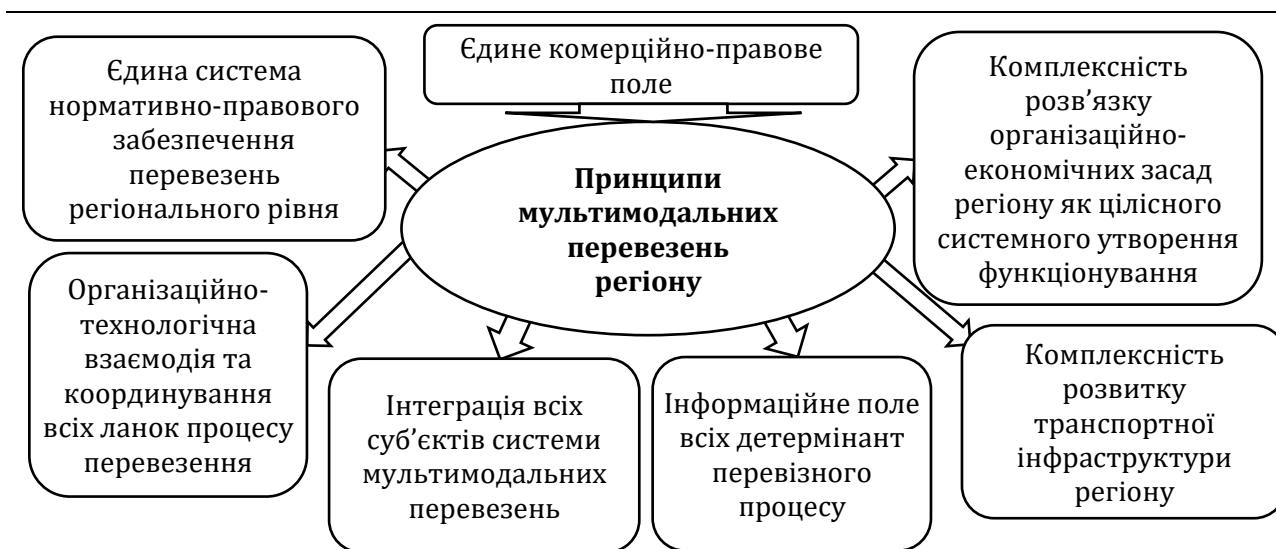 Єдине комерційно-правове
поле
Єдина система
нормативно-правового
забезпечення
перевезень
регіонального рівня
Комплексність
розв’язку
організаційно-
економічних засад
регіону як цілісного
системного утворення
функціонування
Принципи
мультимодальних
перевезень
регіону
Організаційно-
технологічна
взаємодія та
координування
всіх ланок процесу
перевезення
Інтеграція всіх
суб’єктів системи
мультимодальних
перевезень
Інформаційне поле
всіх детермінант
перевізного
процесу
Комплексність
розвитку
транспортної
інфраструктури
регіону